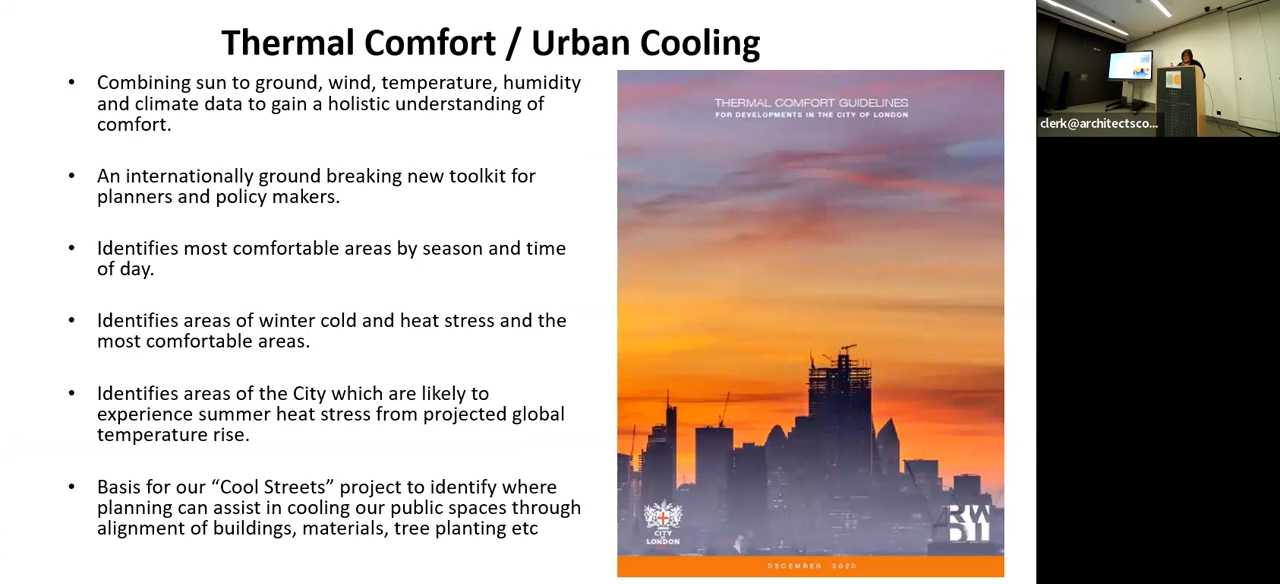 Thermal Comfort / Urban Cooling
• Combining sun to ground, wind, temperature, humidity
and climate data to gain a holistic understanding of
comfort.
• An internationally ground breaking new toolkit for
planners and policy makers.
• Identifies most comfortable areas by season and time
of day.
• Identifies areas of winter cold and heat stress and the
most comfortable areas.
• Identifies areas of the City which are likely to
experience summer heat stress from projected global
temperature rise.
• Basis for our “Cool Streets” project to identify where
planning can assist in cooling our public spaces through
alignment of buildings, materials, tree planting etc
THERMAL COMFORT GUIDELINES
FOR DEVELOPMENTS IN THE CITY OF LONDON
CITY
OF
LONDON
RW
DI
DECEMBER 2020
clerk@architectsco...